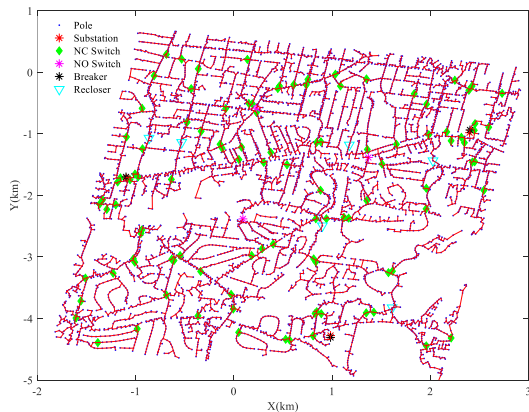 1
0
-1
-2
-3
-4
-5
-2
-1
0
1
2
3
Y(km)
X(km)
Pole
Substation
NC Switch
NO Switch
Breaker
Recloser